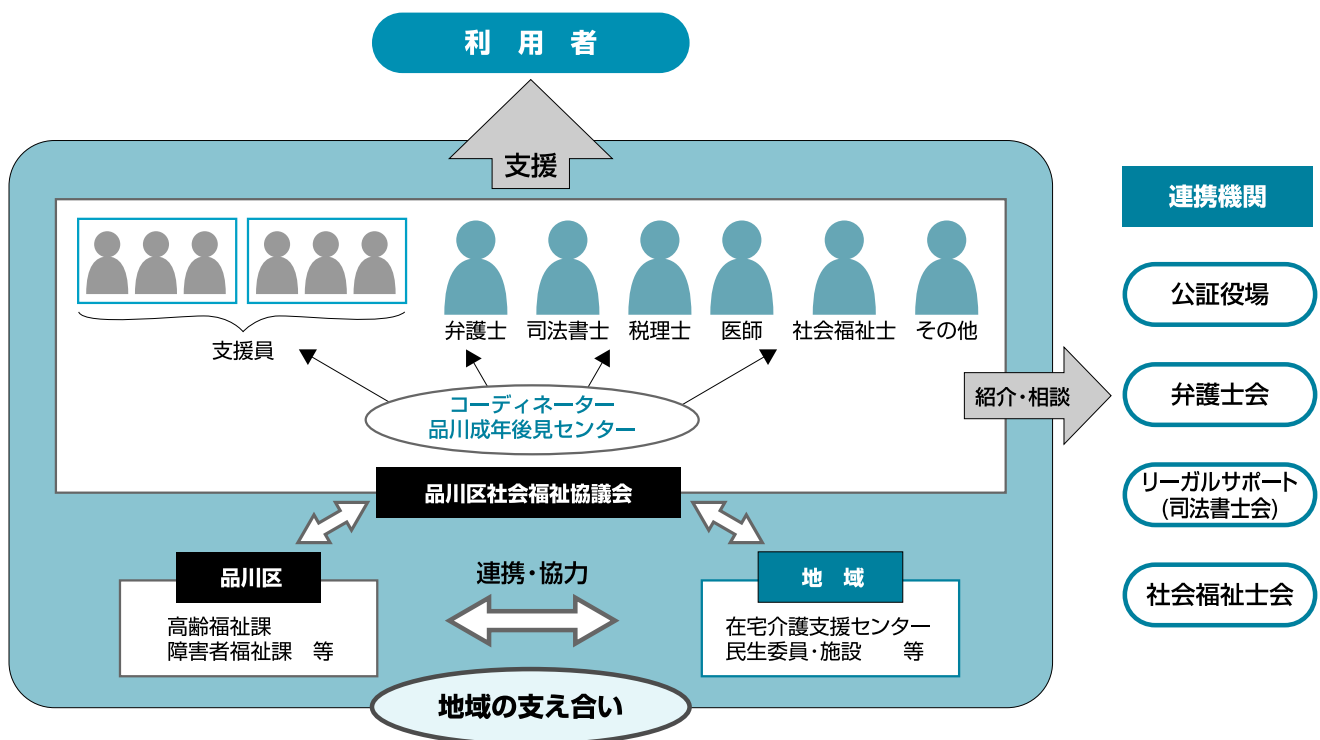 利　用　者
支援
支援員
弁護士
司法書士
税理士
医師
社会福祉士
その他
コーディネーター
品川成年後見センター
品川区社会福祉協議会
品川区
高齢福祉課
障害者福祉課　等
連携・協力
地　域
在宅介護支援センター
民生委員・施設　　等
地域の支え合い
紹介・相談
連携機関
公証役場
弁護士会
リーガルサポート
(司法書士会)
社会福祉士会